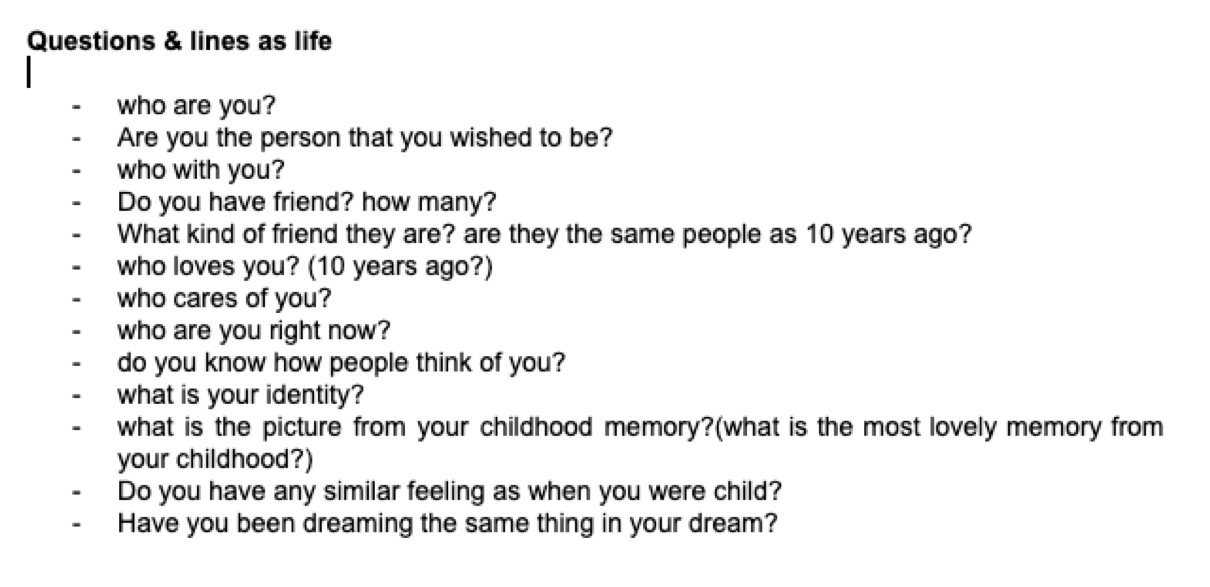 Questions & lines as life
- who are you?
- Are you the person that you wished to be?
- who with you?
- Do you have friend? how many?
- What kind of friend they are? are they the same people as 10 years ago?
- who loves you? (10 years ago?)
- who cares of you?
- who are you right now?
- do you know how people think of you?
- what is your identity?
- what is the picture from your childhood memory?(what is the most lovely memory from
your childhood?)
- Do you have any similar feeling as when you were child?
- Have you been dreaming the same thing in your dream?